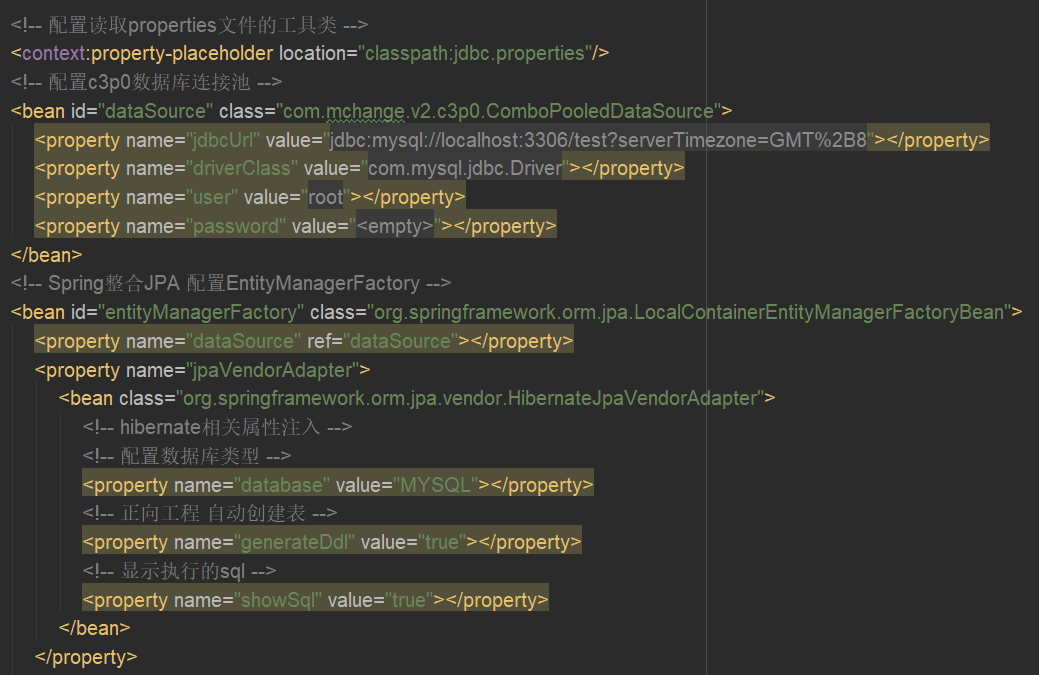 <!-- 配置读取properties文件的工具类 -->
<context:property-placeholder location="classpath:jdbc.properties"/>
<!-- 配置c3p0数据库连接池 -->
<bean id="dataSource" class="com.mchange.v2.c3p0.ComboPooledDataSource">
<property name="jdbcUrl" value="jdbc:mysql://localhost:3306/test?serverTimezone=GMT%2B8"></property>
<property name="driverClass" value="com.mysql.jdbc.Driver"></property>
<property name="user" value="root"></property>
<property name="password" value="<empty>"></property>
</bean>
<!-- Spring整合JPA 配置EntityManagerFactory -->
<bean id="entityManagerFactory" class="org.springframework.orm.jpa.LocalContainerEntityManagerFactoryBean">
<property name="dataSource" ref="dataSource"></property>
<property name="jpaVendorAdapter">
<bean class="org.springframework.orm.jpa.vendor.HibernateJpaVendorAdapter">
<!-- hibernate相关属性注入 -->
<!-- 配置数据库类型 -->
<property name="database" value="MYSQL"></property>
<!-- 正向工程 自动创建表 -->
<property name="generateDdl" value="true"></property>
<!-- 显示执行的sql -->
<property name="showSql" value="true"></property>
</bean>
</property>